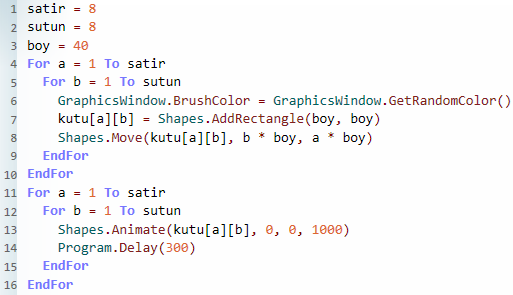 1 satir = 8
2 sutun = 8
3 boy = 40
4 For a = 1 To satir
5   For b = 1 To sutun
6     GraphicsWindow.BrushColor = GraphicsWindow.GetRandomColor()
7     kutu[a][b] = Shapes.AddRectangle(boy, boy)
8     Shapes.Move(kutu[a][b], b * boy, a * boy)
9   EndFor
10 EndFor
11 For a = 1 To satir
12   For b = 1 To sutun
13     Shapes.Animate(kutu[a][b], 0, 0, 1000)
14     Program.Delay(300)
15   EndFor
16 EndFor